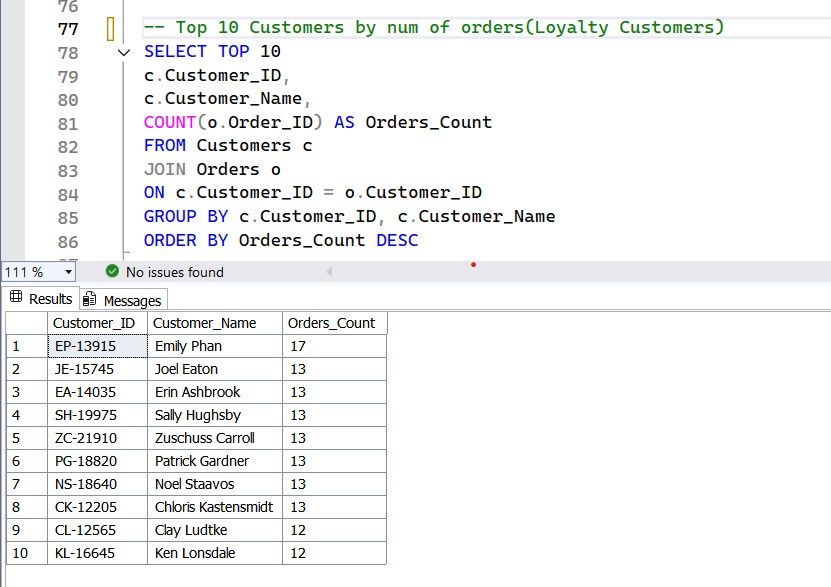 76
77 -- Top 10 Customers by num of orders(Loyalty Customers)
78 SELECT TOP 10
79 c.Customer_ID,
80 c.Customer_Name,
81 COUNT(o.Order_ID) AS Orders_Count
82 FROM Customers c
83 JOIN Orders o
84 ON c.Customer_ID = o.Customer_ID
85 GROUP BY c.Customer_ID, c.Customer_Name
86 ORDER BY Orders_Count DESC
111 % No issues found
Results Messages
Customer_ID Customer_Name Orders_Count
1 EP-13915 Emily Phan 17
2 JE-15745 Joel Eaton 13
3 EA-14035 Erin Ashbrook 13
4 SH-19975 Sally Hughsby 13
5 ZC-21910 Zuschuss Carroll 13
6 PG-18820 Patrick Gardner 13
7 NS-18640 Noel Staavos 13
8 CK-12205 Chloris Kastensmidt 13
9 CL-12565 Clay Ludtke 12
10 KL-16645 Ken Lonsdale 12